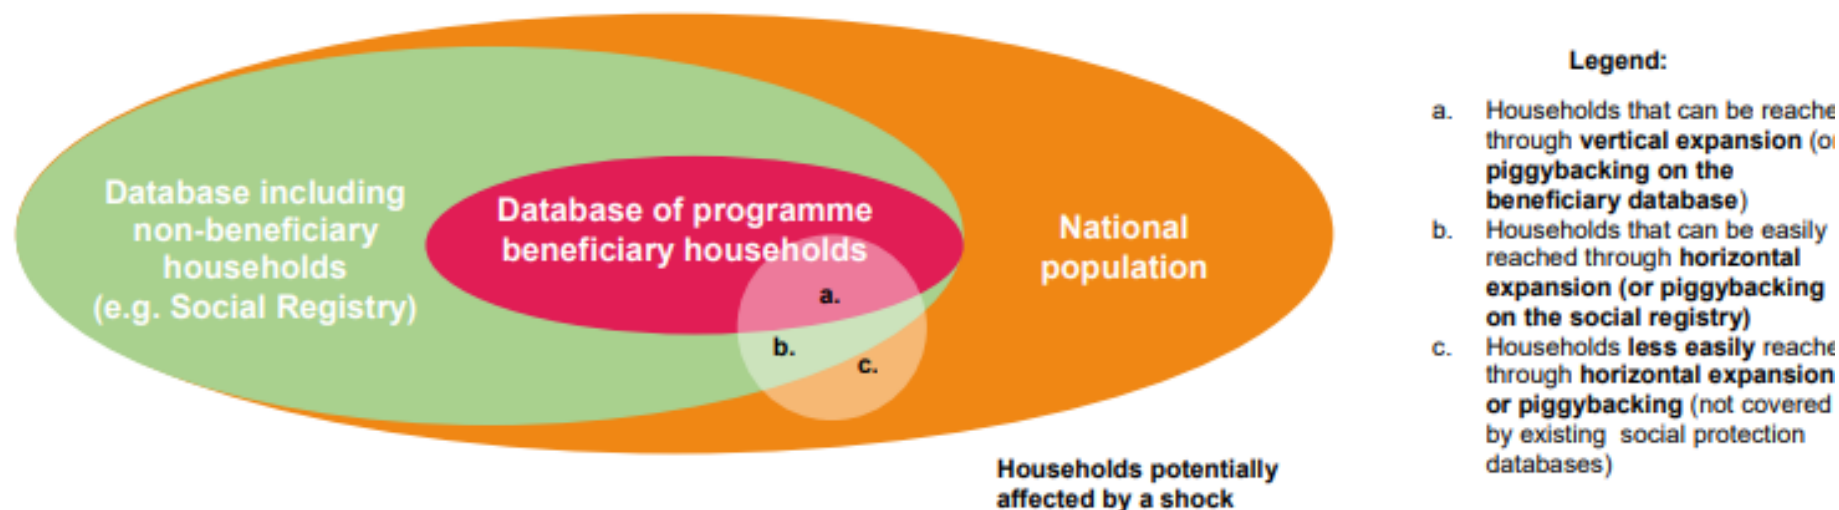 Database including
non-beneficiary
households
(e.g. Social Registry)
Database of programme
beneficiary households
National
population
a.
b.
c.
Households potentially
affected by a shock
Legend:
a. Households that can be reache
through vertical expansion (o
piggybacking on the
beneficiary database)
b. Households that can be easily
reached through horizontal
expansion (or piggybacking
on the social registry)
c. Households less easily reache
through horizontal expansion
or piggybacking (not covered
by existing social protection
databases)